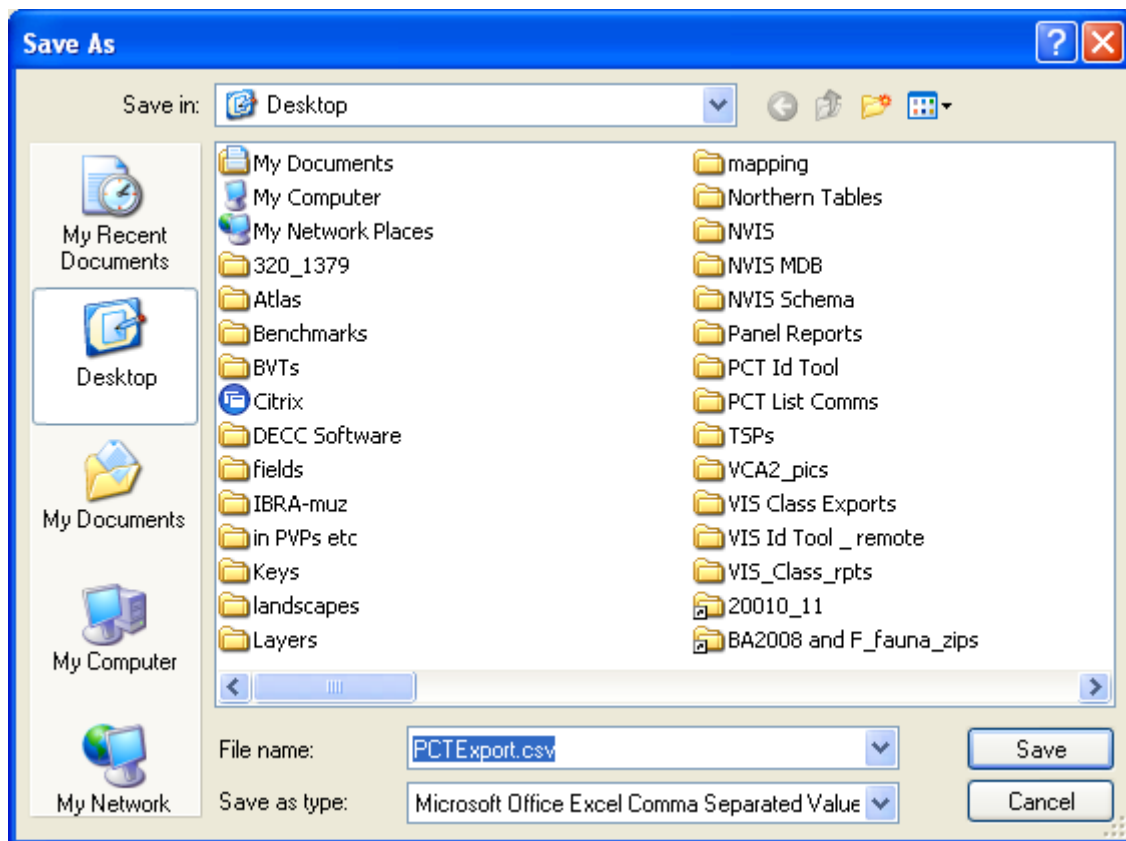 Save As
Save in: Desktop
My Recent
Documents
Desktop
My Documents
My Computer
My Network
My Documents
My Computer
My Network Places
320_1379
Atlas
Benchmarks
BVTs
Citrix
DECC Software
fields
IBRA-muz
in PVPs etc
Keys
landscapes
Layers
mapping
Northern Tables
NVIS
NVIS MDB
NVIS Schema
Panel Reports
PCT Id Tool
PCT List Comms
TSPs
VCA2_pics
VIS Class Exports
VIS Id Tool _ remote
VIS_Class_rpts
20010_11
BA2008 and F_fauna_zips
File name: PCTExport.csv Save
Save as type: Microsoft Office Excel Comma Separated Value Cancel